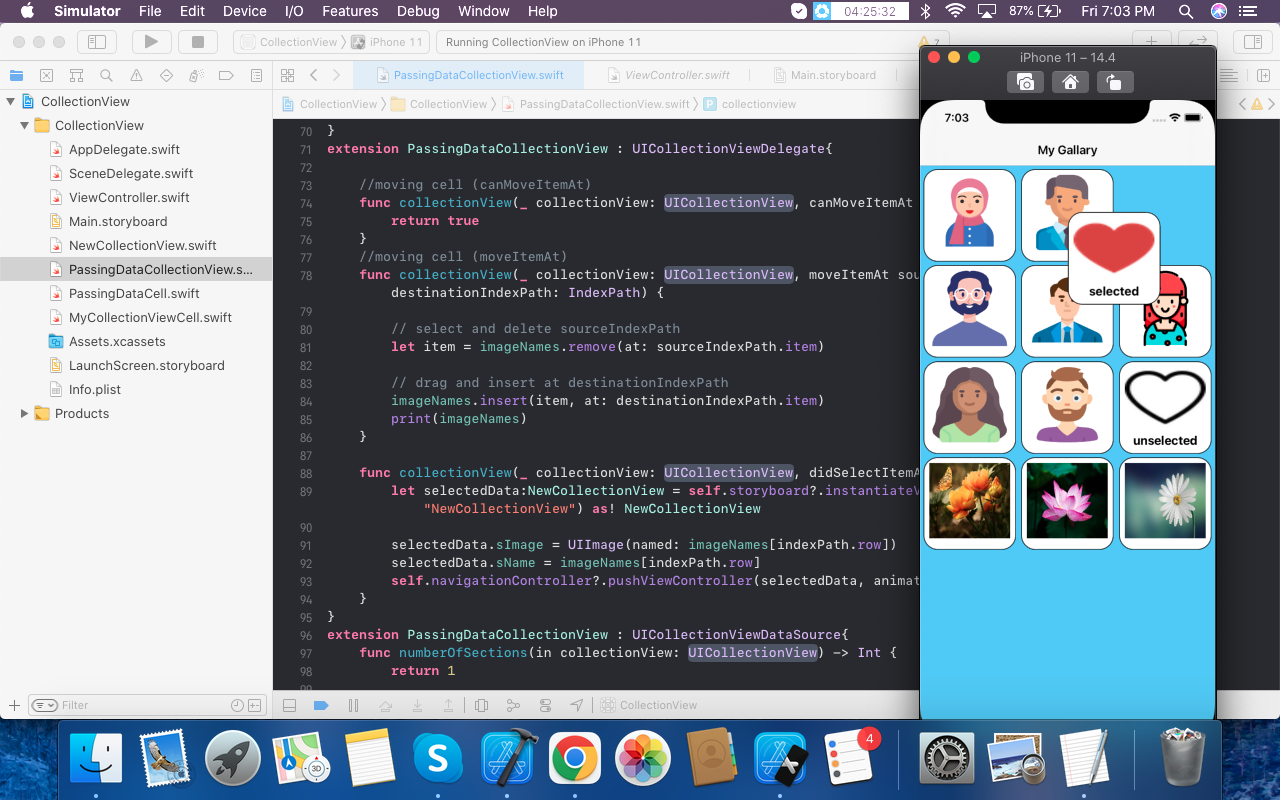 Simulator File Edit Device I/O Features Debug Window Help 04:25:32 87% Fri 7:03 PM
CollectionView iPhone 11 Running CollectionView on iPhone 11
PassingDataCollectionView.swift ViewController.swift Main.storyboard
CollectionView CollectionView PassingDataCollectionView.swift P collectionview
CollectionView
CollectionView
AppDelegate.swift
SceneDelegate.swift
ViewController.swift
Main.storyboard
NewCollectionView.swift
PassingDataCollectionView.s...
PassingDataCell.swift
MyCollectionViewCell.swift
Assets.xcassets
LaunchScreen.storyboard
Info.plist
Products
Filter
70 }
71 extension PassingDataCollectionView : UICollectionViewDelegate{
72
73 //moving cell (canMoveItemAt)
74 func collectionView(_ collectionView: UICollectionView, canMoveItemAt
75 return true
76 }
77 //moving cell (moveItemAt)
78 func collectionView(_ collectionView: UICollectionView, moveItemAt sou
destinationIndexPath: IndexPath) {
79
80 // select and delete sourceIndexPath
81 let item = imageNames.remove(at: sourceIndexPath.item)
82
83 // drag and insert at destinationIndexPath
84 imageNames.insert(item, at: destinationIndexPath.item)
85 print(imageNames)
86 }
87
88 func collectionView(_ collectionView: UICollectionView, didSelectItemA
89 let selectedData:NewCollectionView = self.storyboard?.instantiateV
"NewCollectionView") as! NewCollectionView
90
91 selectedData.sImage = UIImage(named: imageNames[indexPath.row])
92 selectedData.sName = imageNames[indexPath.row]
93 self.navigationController?.pushViewController(selectedData, animat
94 }
95 }
96 extension PassingDataCollectionView : UICollectionViewDataSource{
97 func numberOfSections(in collectionView: UICollectionView) -> Int {
98 return 1
CollectionView
iPhone 11 – 14.4
7:03
My Gallary
selected
unselected
3D
4